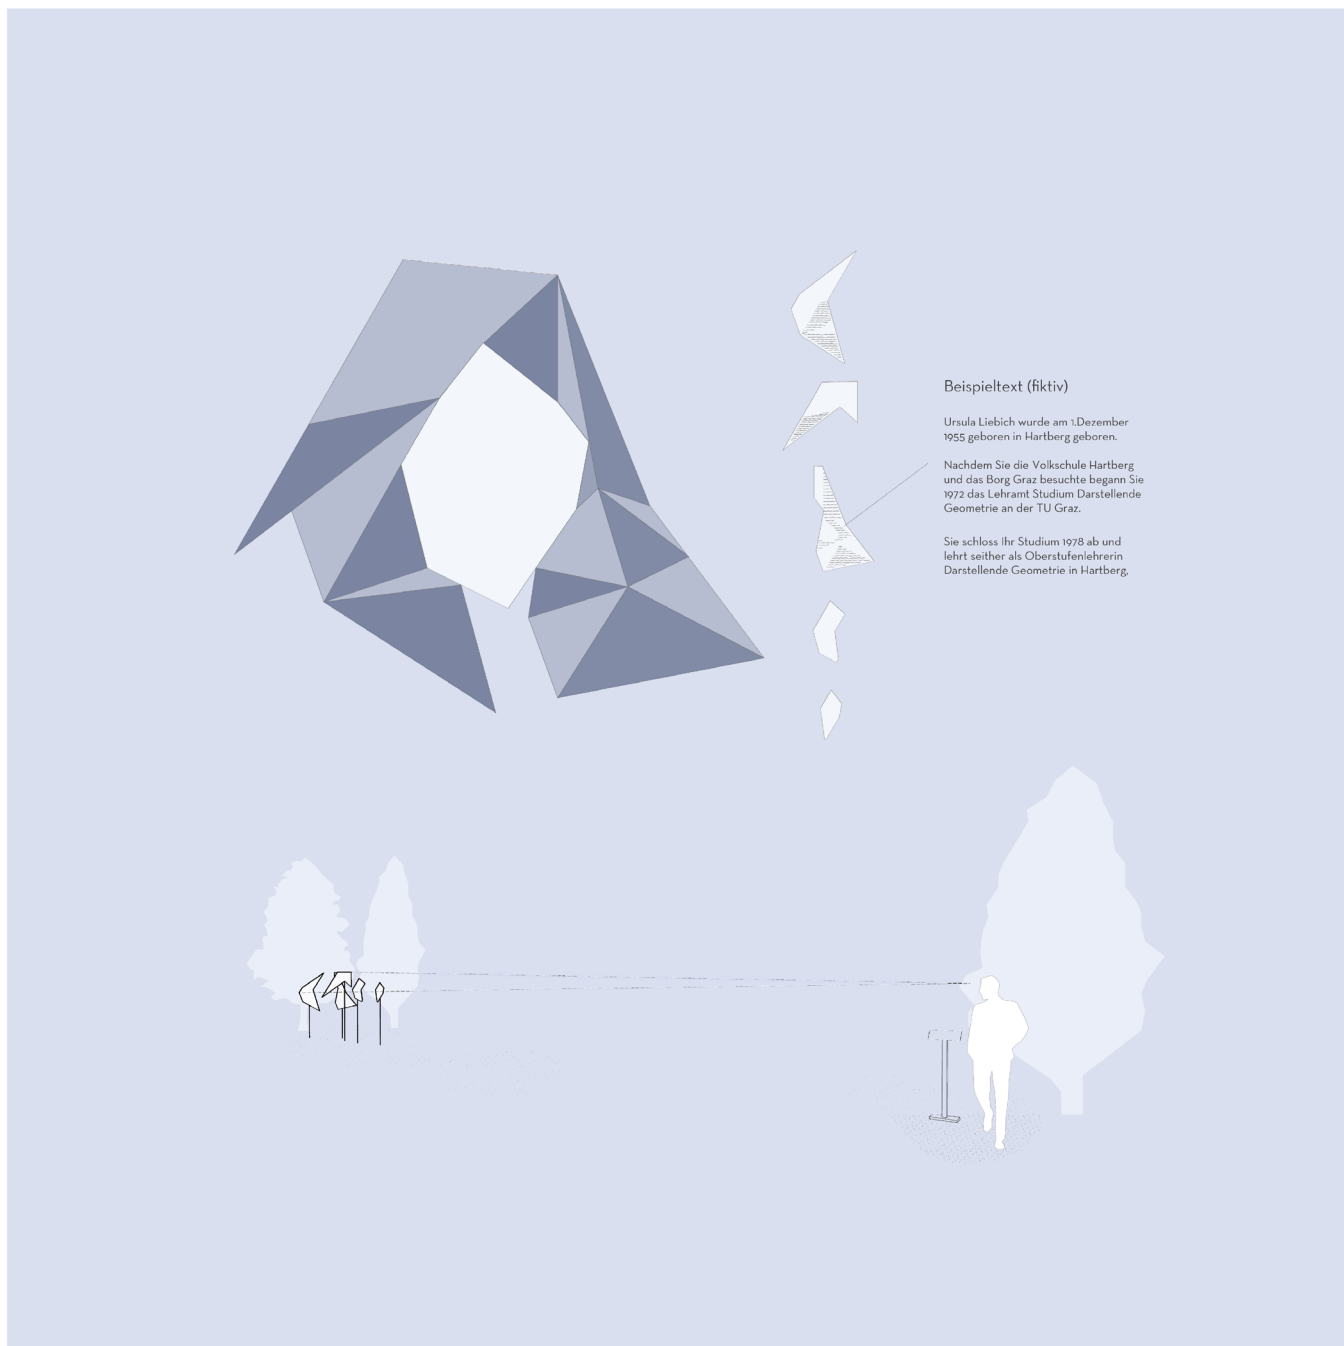 Beispieltext (fiktiv)
Ursula Liebich wurde am 1.Dezember
1955 geboren in Hartberg geboren.
Nachdem Sie die Volkschule Hartberg
und das Borg Graz besuchte begann Sie
1972 das Lehramt Studium Darstellende
Geometrie an der TU Graz.
Sie schloss Ihr Studium 1978 ab und
lehrt seither als Oberstufenlehrerin
Darstellende Geometrie in Hartberg,